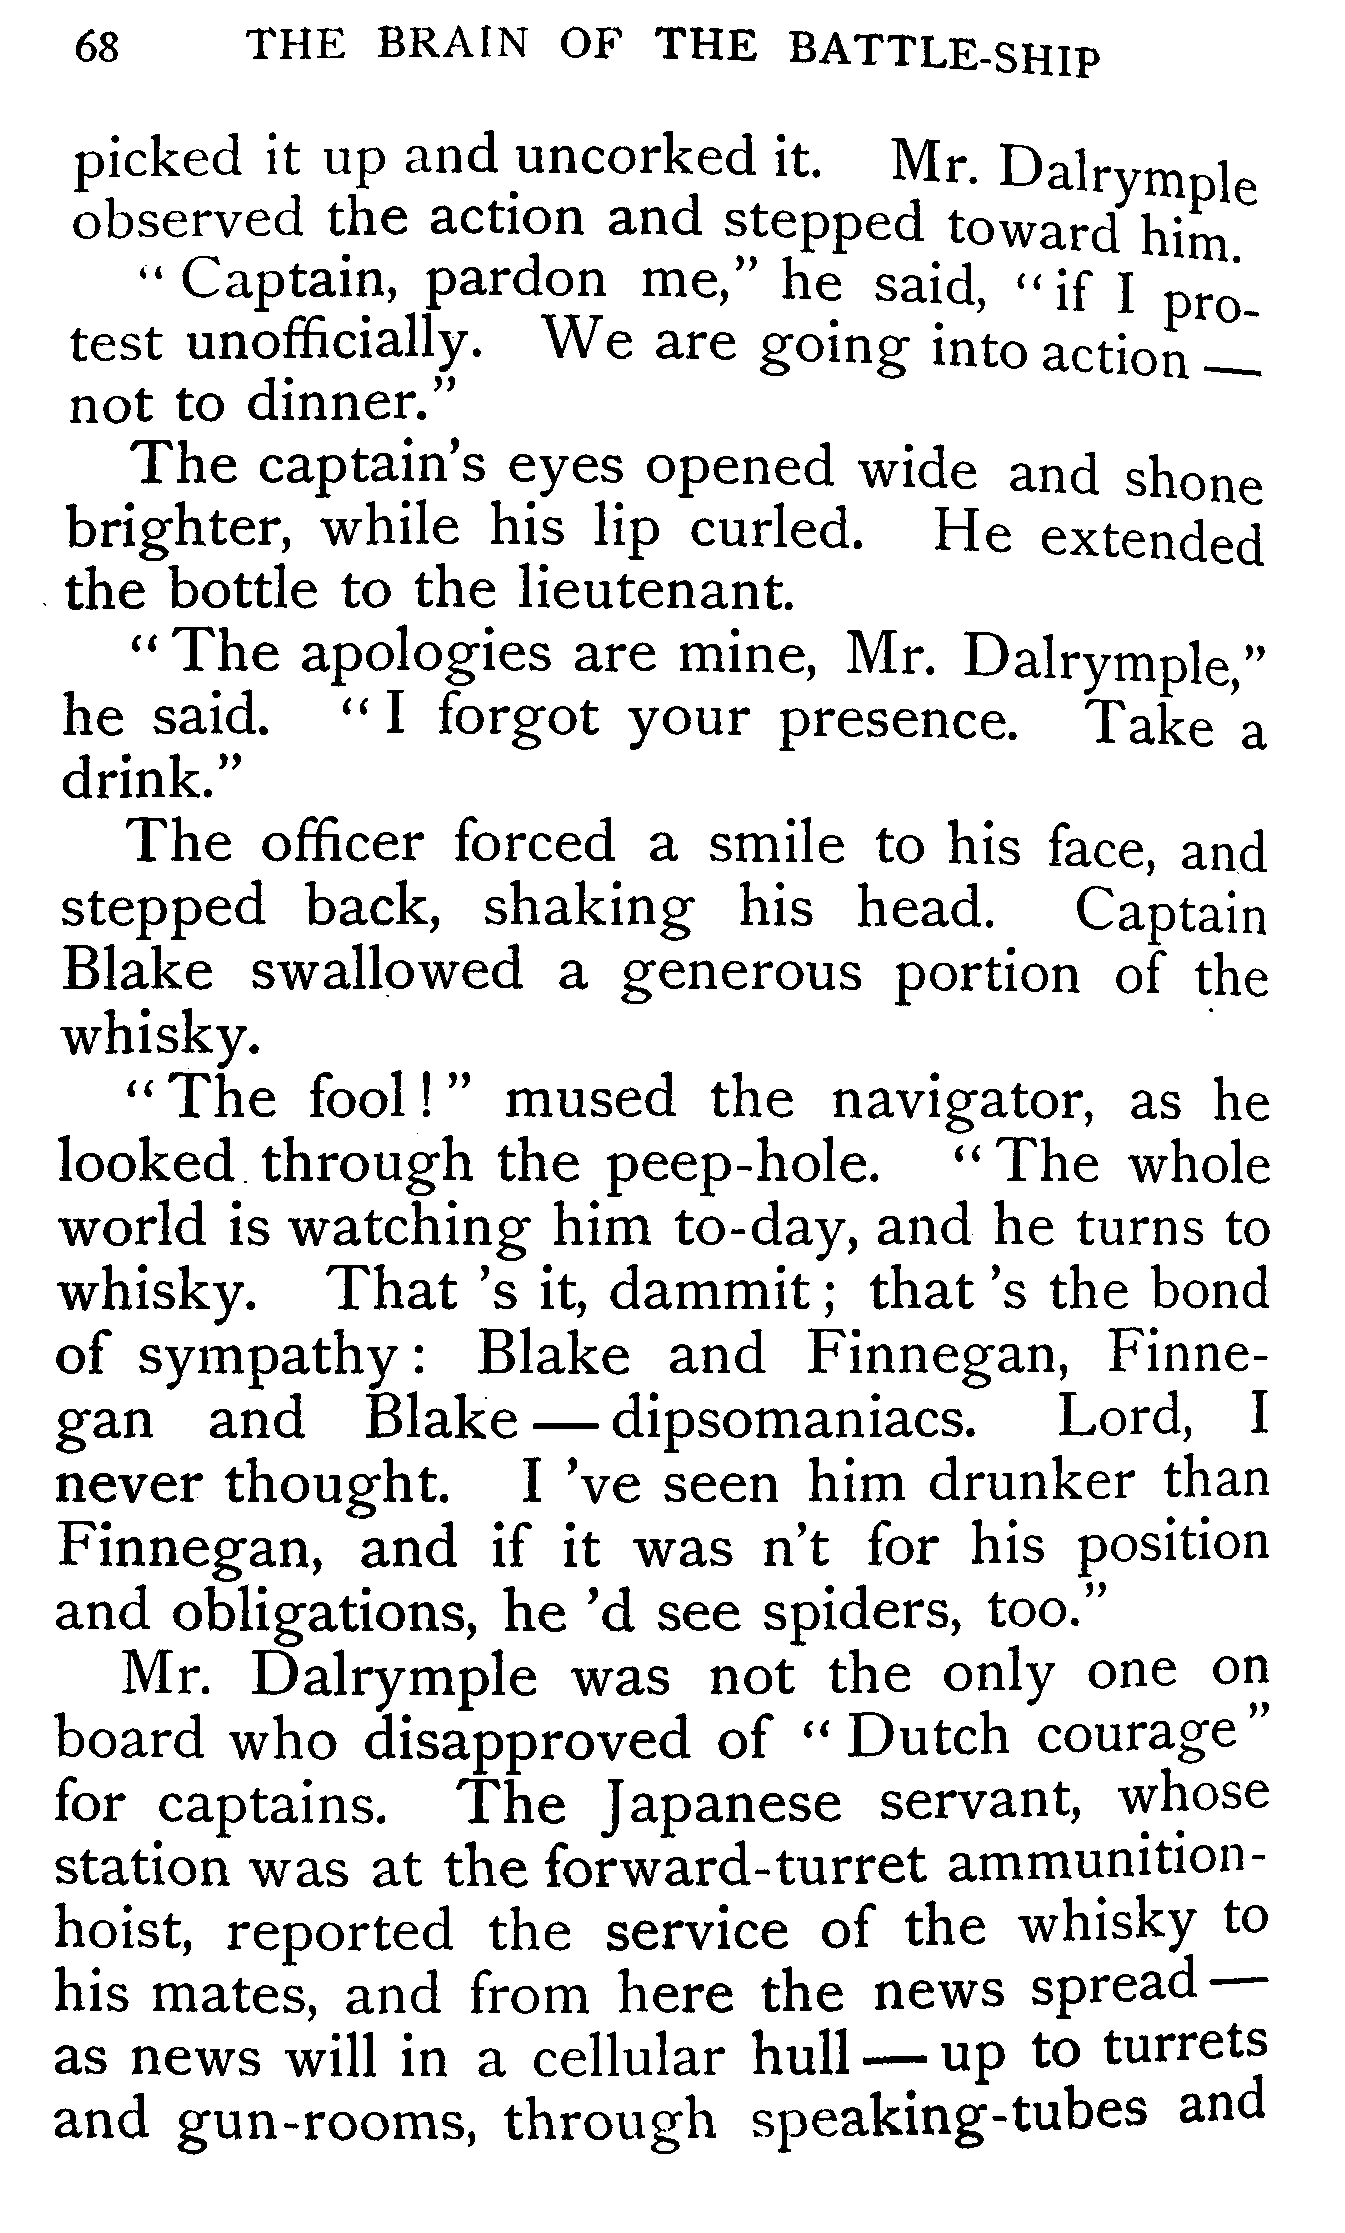 68 THE BRAIN OF THE BATTLE-SHIP
picked it up and uncorked it. Mr. Dalrymple
observed the action and stepped toward him.
“Captain, pardon me,” he said, “if I pro-
test unofficially. We are going into action —
not to dinner.”
The captain’s eyes opened wide and shone
brighter, while his lip curled. He extended
the bottle to the lieutenant.
“The apologies are mine, Mr. Dalrymple,”
he said. “I forgot your presence. Take a
drink.”
The officer forced a smile to his face, and
stepped back, shaking his head. Captain
Blake swallowed a generous portion of the
whisky.
“The fool!” mused the navigator, as he
looked through the peep-hole. “The whole
world is watching him to-day, and he turns to
whisky. That ’s it, dammit; that ’s the bond
of sympathy: Blake and Finnegan, Finne-
gan and Blake — dipsomaniacs. Lord, I
never thought. I ’ve seen him drunker than
Finnegan, and if it was n’t for his position
and obligations, he ’d see spiders, too.”
Mr. Dalrymple was not the only one on
board who disapproved of “Dutch courage”
for captains. The Japanese servant, whose
station was at the forward-turret ammunition-
hoist, reported the service of the whisky to
his mates, and from here the news spread —
as news will in a cellular hull — up to turrets
and gun-rooms, through speaking-tubes and